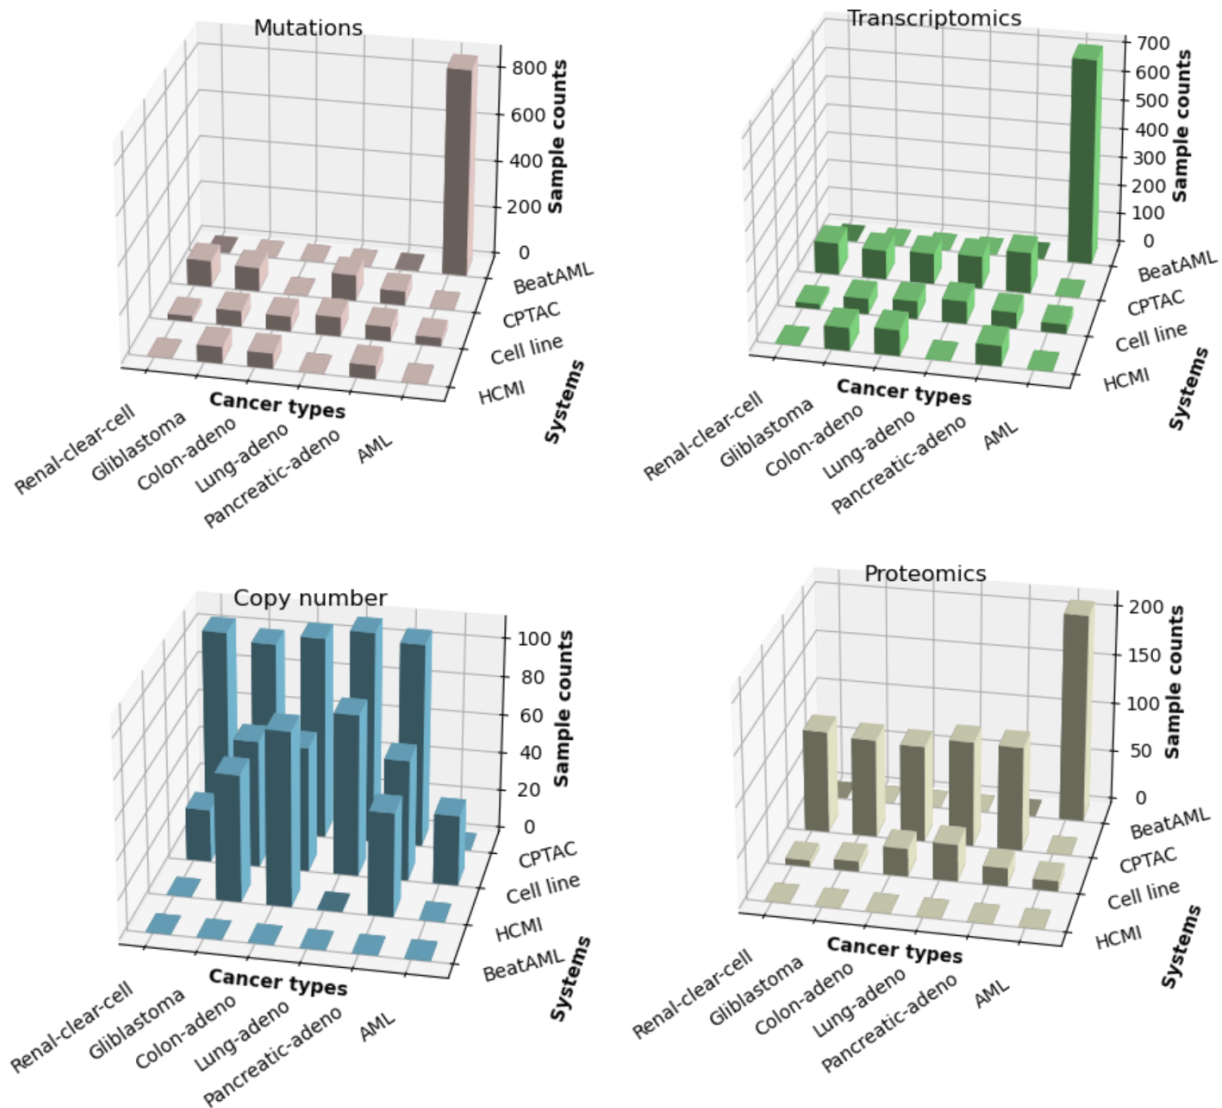 Mutations
800
600
400
200
0
Sample counts
BeatAML
CPTAC
Cell line
HCMI
Systems
Cancer types
Renal-clear-cell
Gliblastoma
Colon-adeno
Lung-adeno
Pancreatic-adeno
AML
Transcriptomics
700
600
500
400
300
200
100
0
Sample counts
BeatAML
CPTAC
Cell line
HCMI
Systems
Cancer types
Renal-clear-cell
Gliblastoma
Colon-adeno
Lung-adeno
Pancreatic-adeno
AML
Copy number
100
80
60
40
20
0
Sample counts
CPTAC
Cell line
HCMI
BeatAML
Systems
Cancer types
Renal-clear-cell
Gliblastoma
Colon-adeno
Lung-adeno
Pancreatic-adeno
AML
Proteomics
200
150
100
50
0
Sample counts
BeatAML
CPTAC
Cell line
HCMI
Systems
Cancer types
Renal-clear-cell
Gliblastoma
Colon-adeno
Lung-adeno
Pancreatic-adeno
AML